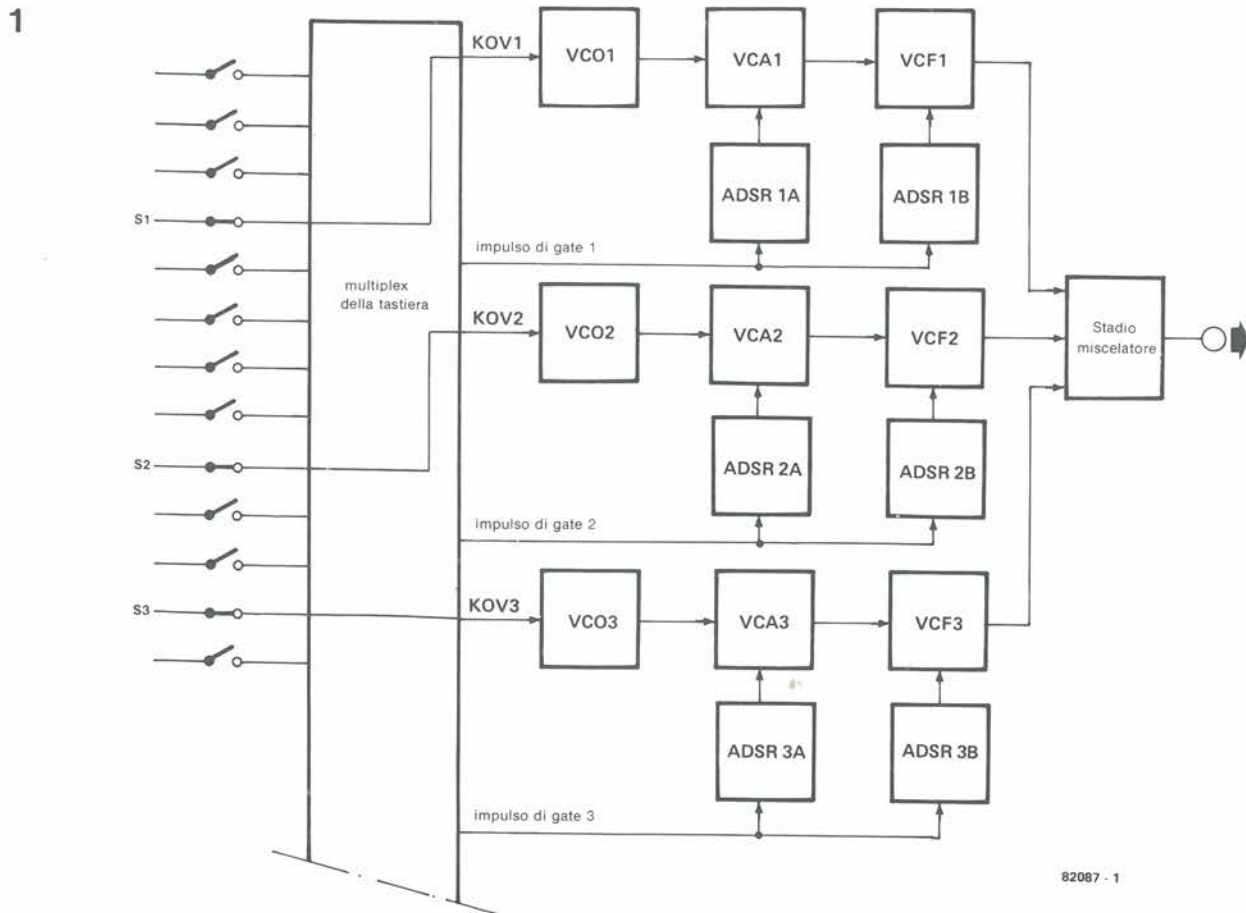 1
KOV1
VCO1
VCA1
VCF1
ADSR 1A
ADSR 1B
S1
impulso di gate 1
multiplex
della tastiera
KOV2
VCO2
VCA2
VCF2
Stadio
miscelatore
ADSR 2A
ADSR 2B
S2
impulso di gate 2
KOV3
VCO3
VCA3
VCF3
S3
ADSR 3A
ADSR 3B
impulso di gate 3
82087 - 1